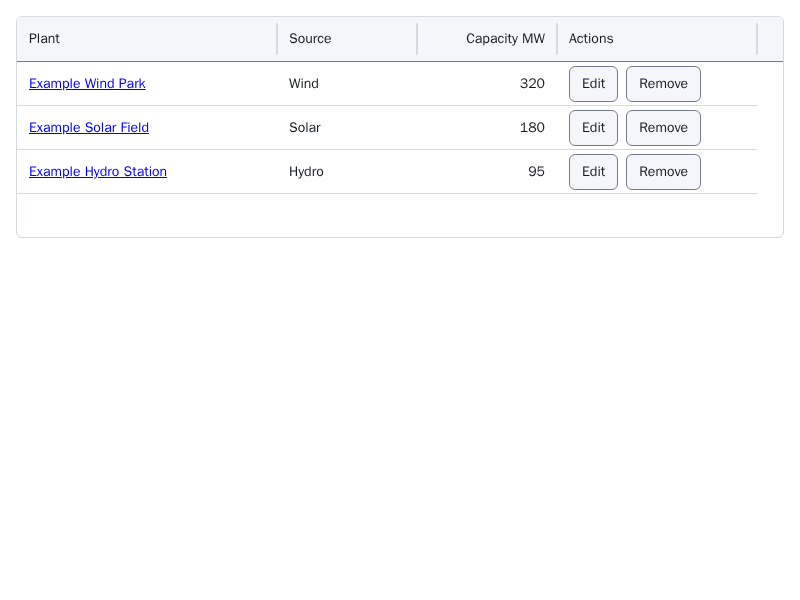 Plant Source Capacity MW Actions
Example Wind Park Wind 320 Edit Remove
Example Solar Field Solar 180 Edit Remove
Example Hydro Station Hydro 95 Edit Remove